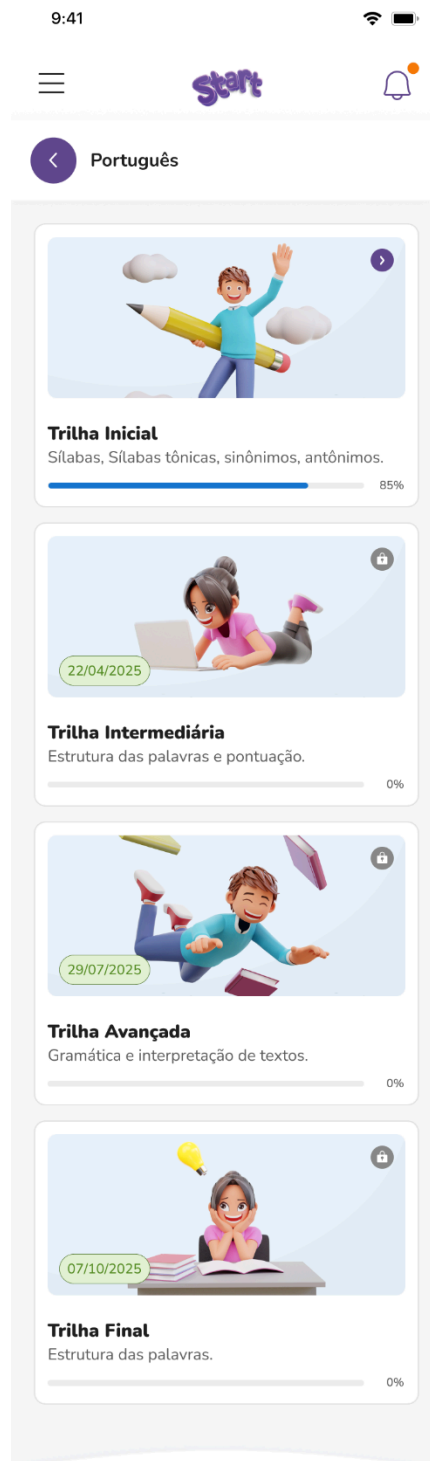 9:41
Start
Português
Trilha Inicial
Sílabas, Sílabas tônicas, sinônimos, antônimos.
85%
22/04/2025
Trilha Intermediária
Estrutura das palavras e pontuação.
0%
29/07/2025
Trilha Avançada
Gramática e interpretação de textos.
0%
07/10/2025
Trilha Final
Estrutura das palavras.
0%